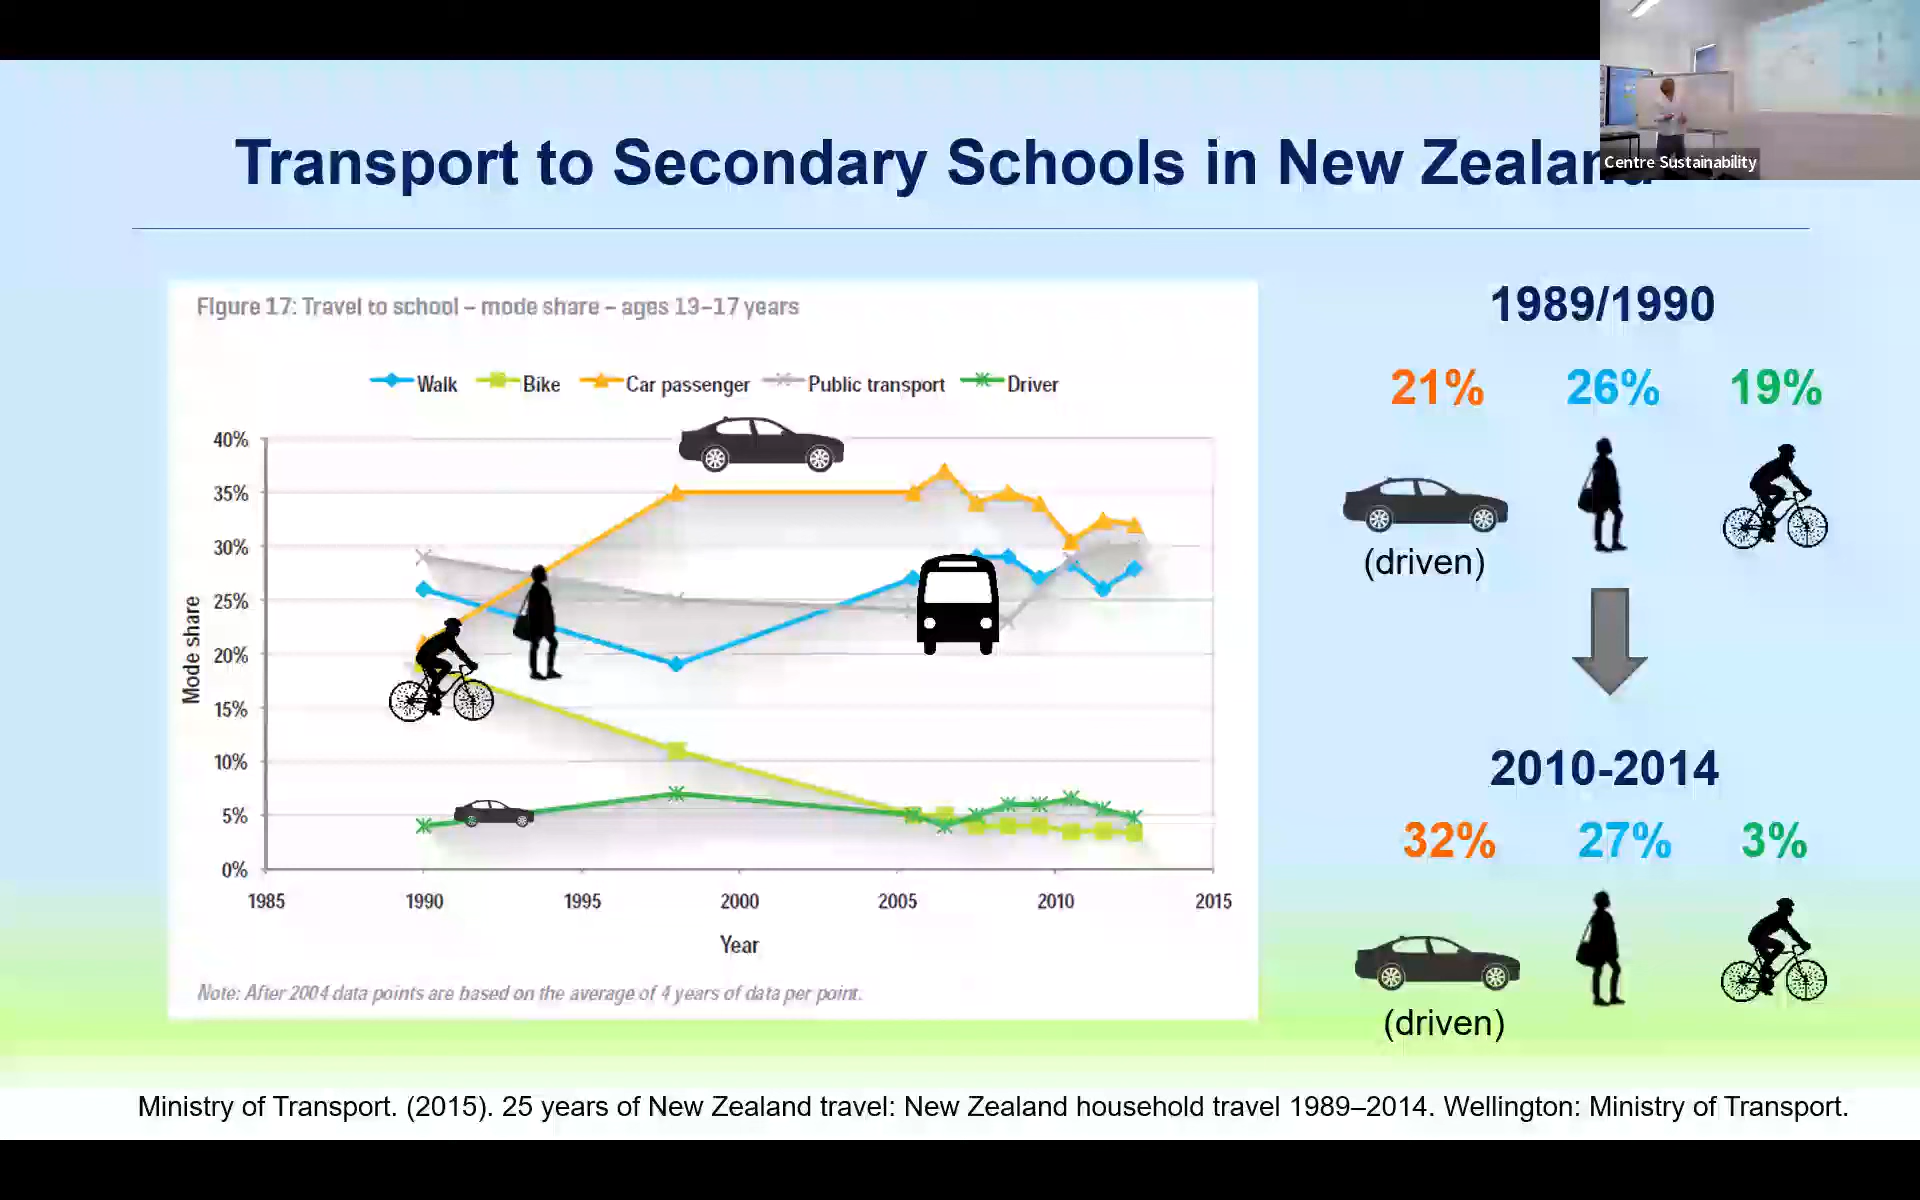 Transport to Secondary Schools in New Zealand
Centre Sustainability
Figure 17: Travel to school – mode share – ages 13–17 years
Walk Bike Car passenger Public transport Driver
40%
35%
30%
25%
20%
15%
10%
5%
0%
Mode share
1985 1990 1995 2000 2005 2010 2015
Year
Note: After 2004 data points are based on the average of 4 years of data per point.
1989/1990
21% 26% 19%
(driven)
2010-2014
32% 27% 3%
(driven)
Ministry of Transport. (2015). 25 years of New Zealand travel: New Zealand household travel 1989–2014. Wellington: Ministry of Transport.